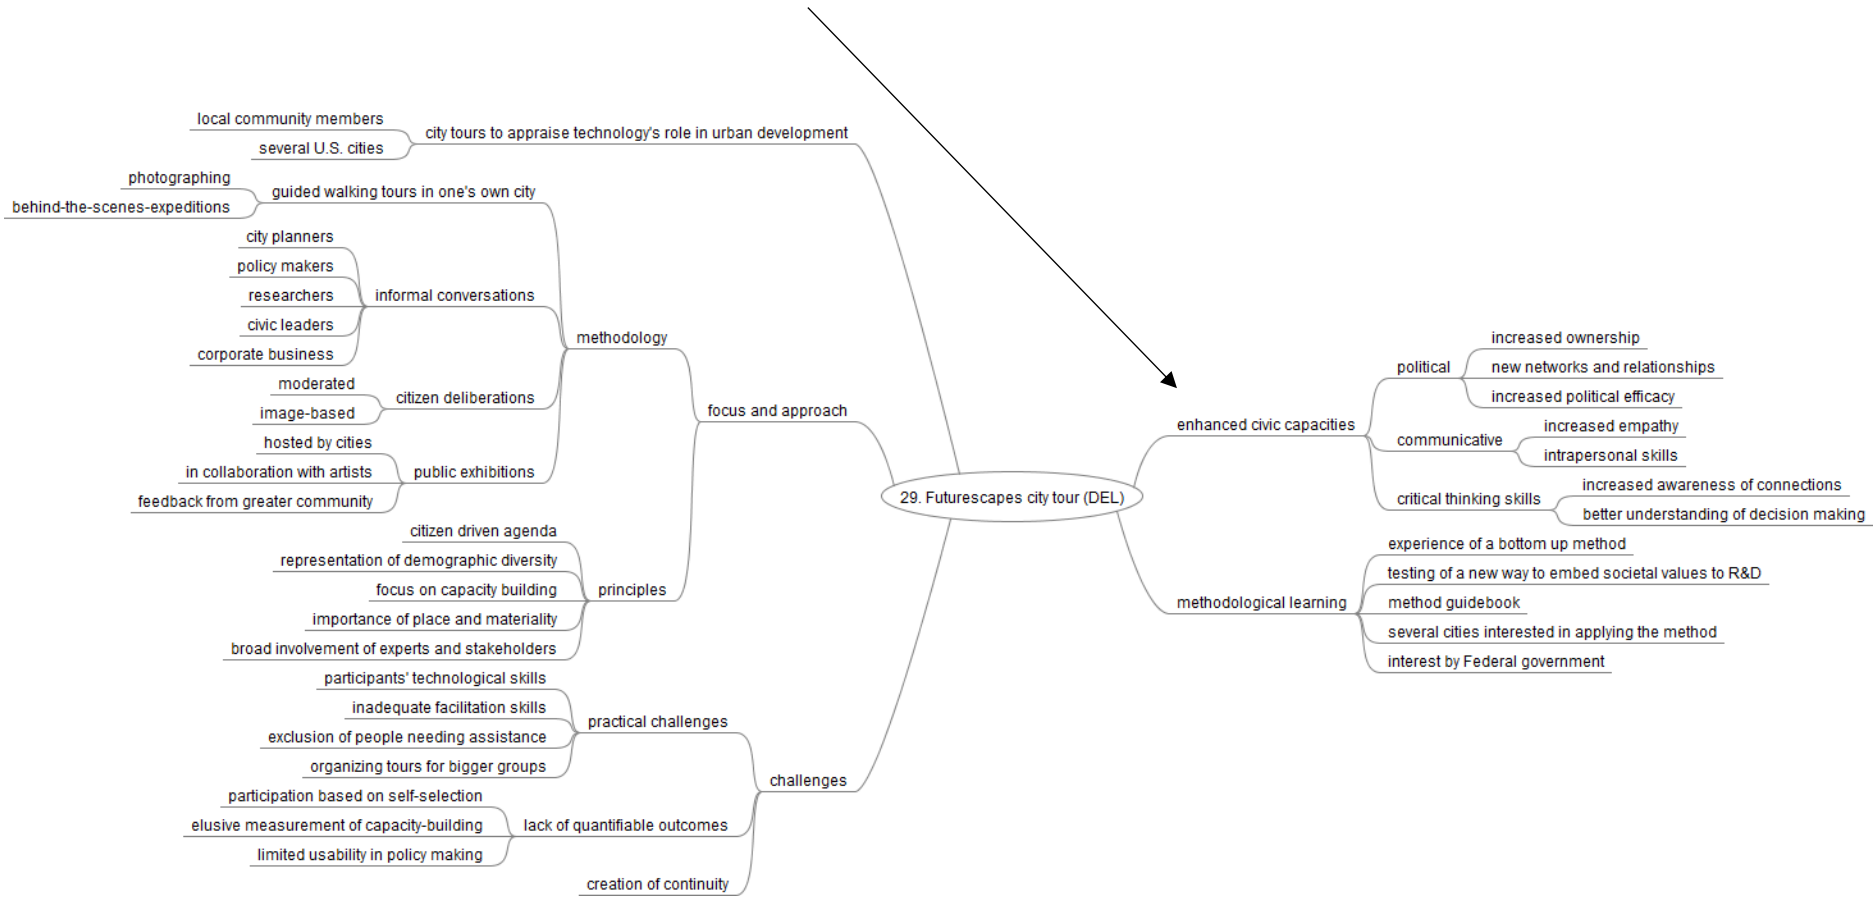 local community members
several U.S. cities
city tours to appraise technology's role in urban development
photographing
behind-the-scenes-expeditions
guided walking tours in one's own city
city planners
policy makers
researchers
civic leaders
corporate business
informal conversations
moderated
image-based
citizen deliberations
hosted by cities
in collaboration with artists
feedback from greater community
public exhibitions
methodology
citizen driven agenda
representation of demographic diversity
focus on capacity building
importance of place and materiality
broad involvement of experts and stakeholders
principles
focus and approach
participants' technological skills
inadequate facilitation skills
exclusion of people needing assistance
organizing tours for bigger groups
practical challenges
participation based on self-selection
elusive measurement of capacity-building
limited usability in policy making
lack of quantifiable outcomes
creation of continuity
challenges
29. Futurescapes city tour (DEL)
enhanced civic capacities
political
increased ownership
new networks and relationships
increased political efficacy
communicative
increased empathy
intrapersonal skills
critical thinking skills
increased awareness of connections
better understanding of decision making
methodological learning
experience of a bottom up method
testing of a new way to embed societal values to R&D
method guidebook
several cities interested in applying the method
interest by Federal government